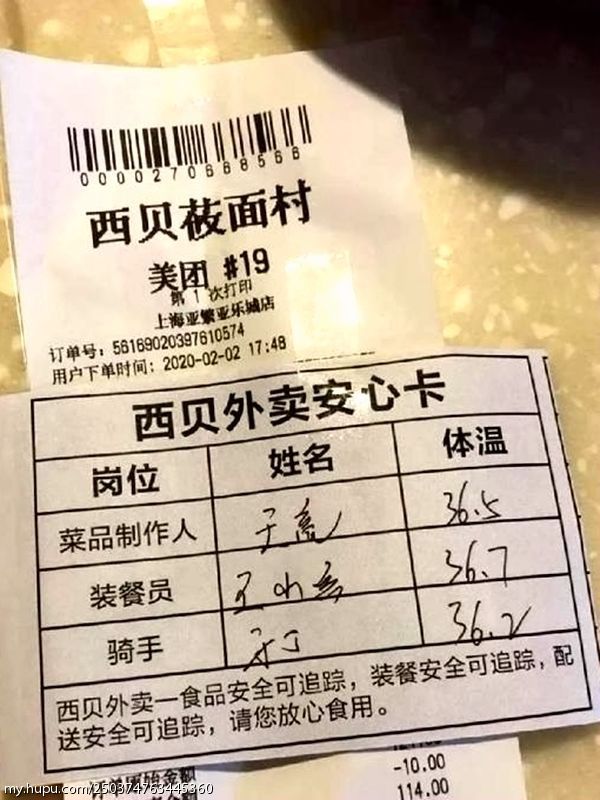 0000270668566
西贝莜面村
美团 #19
第 1 次打印
上海亚繁亚乐城店
订单号：56169020397610574
用户下单时间：2020-02-02 17:48
西贝外卖安心卡
岗位 姓名 体温
菜品制作人 王亮 36.5
装餐员 36.7
骑手 36.2
西贝外卖—食品安全可追踪，装餐安全可追踪，配
送安全可追踪，请您放心食用。
-10.00
114.00
my.hupu.com/250374763445360